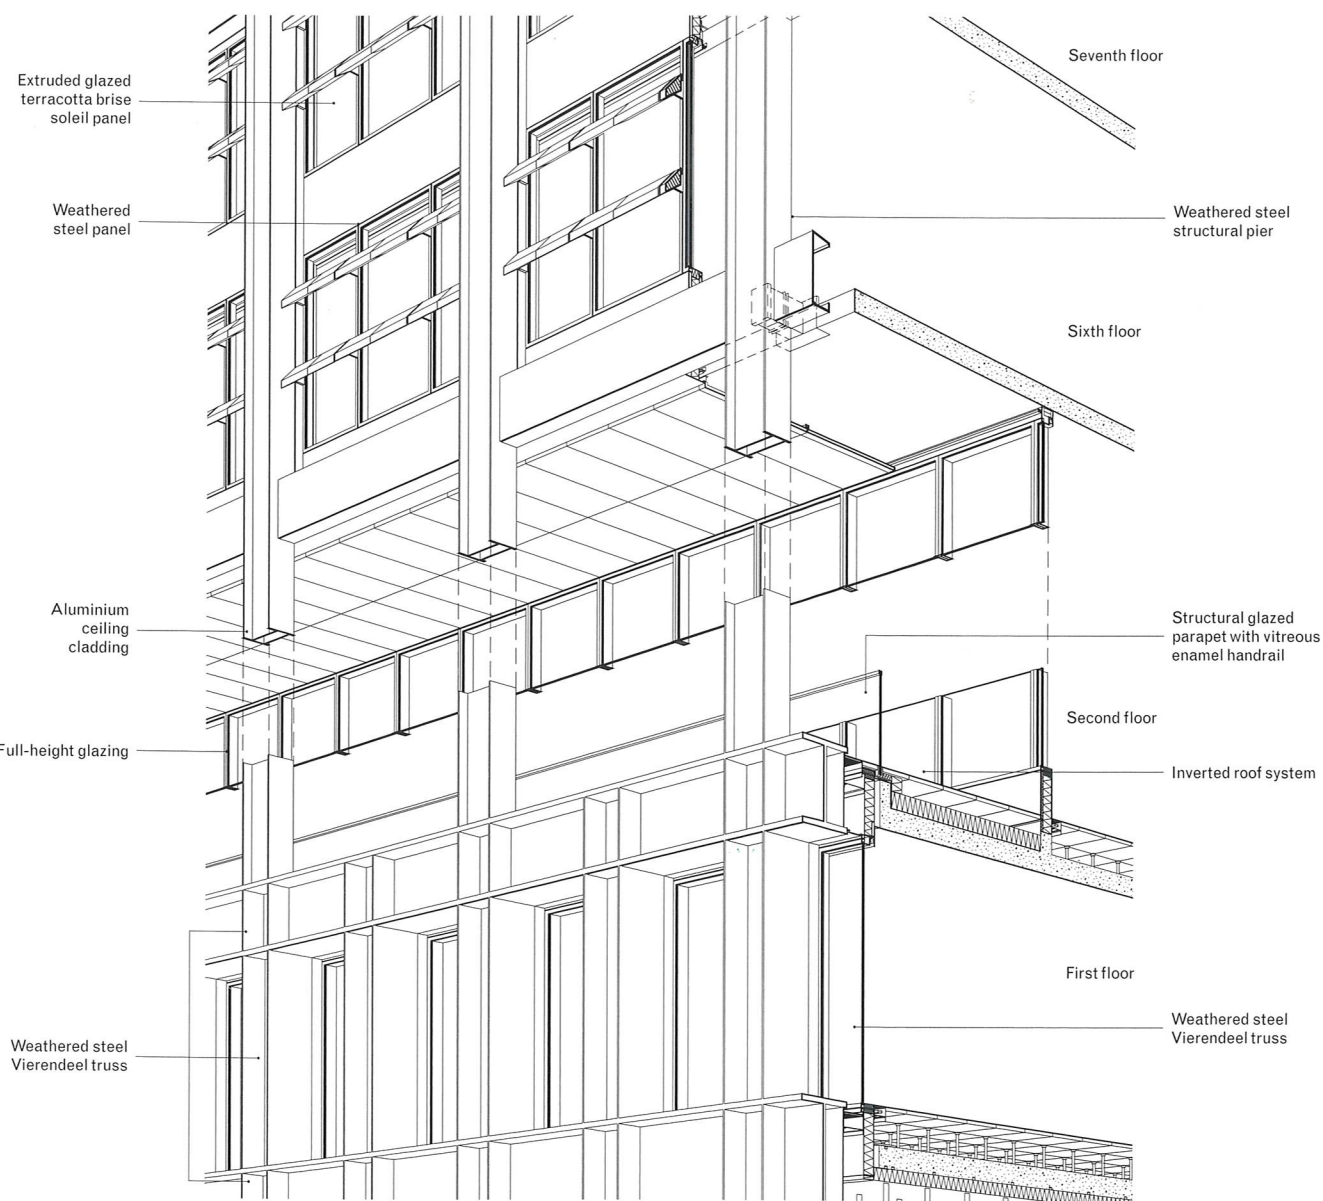 Seventh floor
Extruded glazed
terracotta brise
soleil panel
Weathered
steel panel
Weathered steel
structural pier
Sixth floor
Aluminium
ceiling
cladding
Structural glazed
parapet with vitreous
enamel handrail
Second floor
Full-height glazing
Inverted roof system
First floor
Weathered steel
Vierendeel truss
Weathered steel
Vierendeel truss